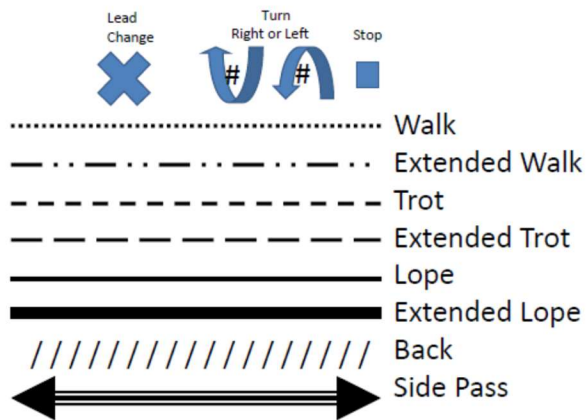 Lead
Change
Turn
Right or Left
Stop
# #
Walk
Extended Walk
Trot
Extended Trot
Lope
Extended Lope
Back
Side Pass